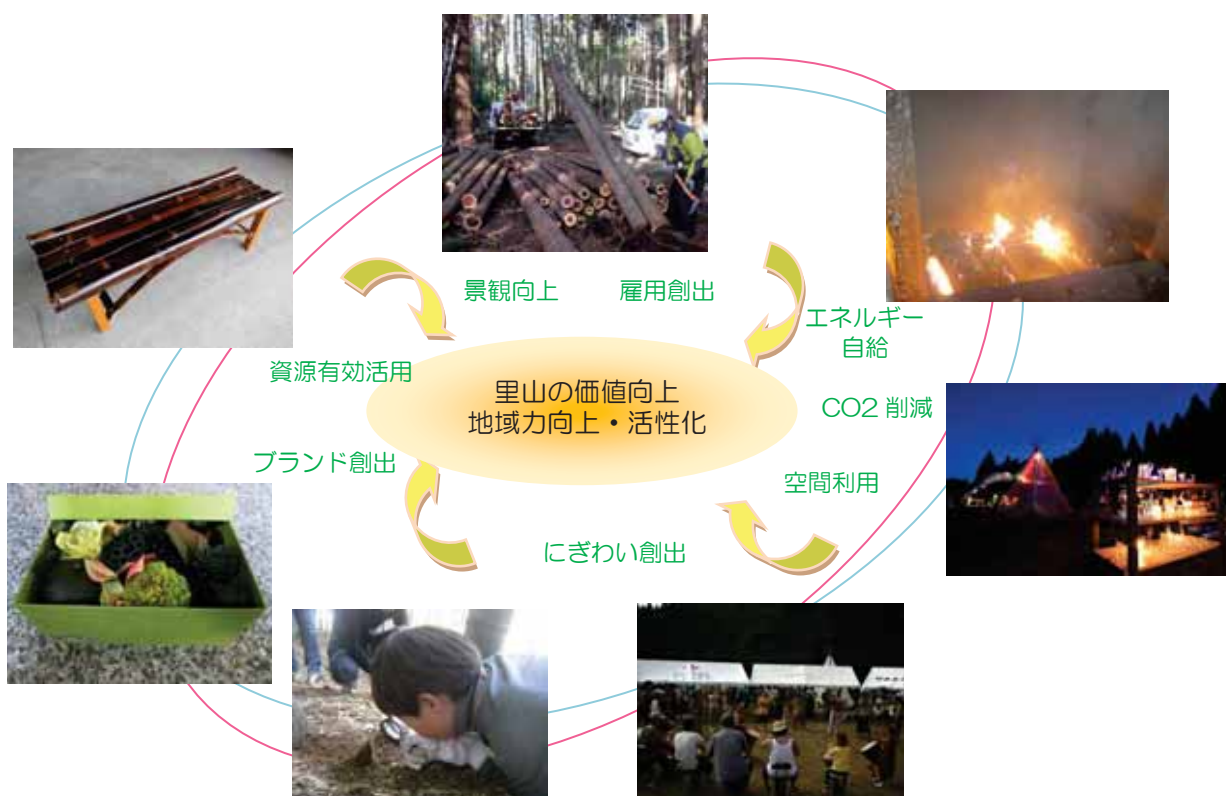 景観向上
雇用創出
エネルギー
自給
資源有効活用
里山の価値向上
地域力向上・活性化
CO2 削減
ブランド創出
空間利用
にぎわい創出